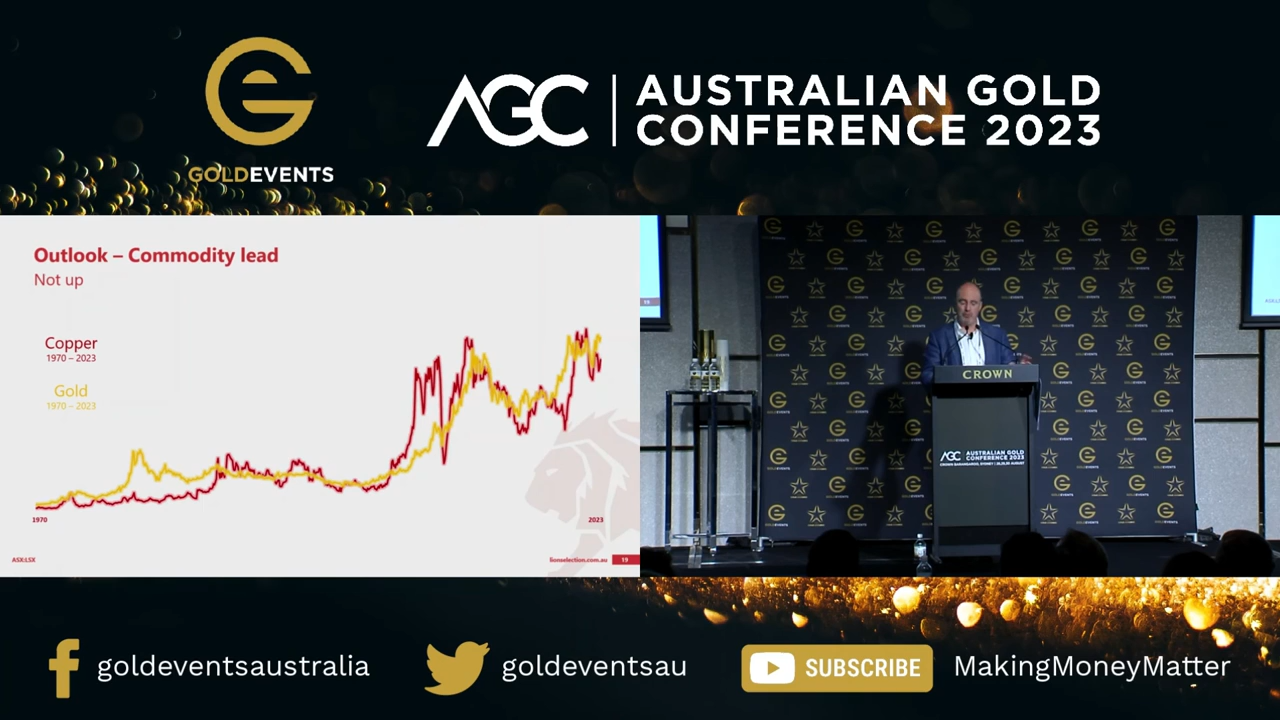 GOLDEVENTS
AGC
AUSTRALIAN GOLD
CONFERENCE 2023
Outlook – Commodity lead
Not up
Copper
1970 – 2023
Gold
1970 – 2023
1970
2023
ASX:LSX
lionselection.com.au
19
CROWN
AGC
AUSTRALIAN GOLD
CONFERENCE 2023
goldeventsaustralia
goldeventsau
SUBSCRIBE
MakingMoneyMatter